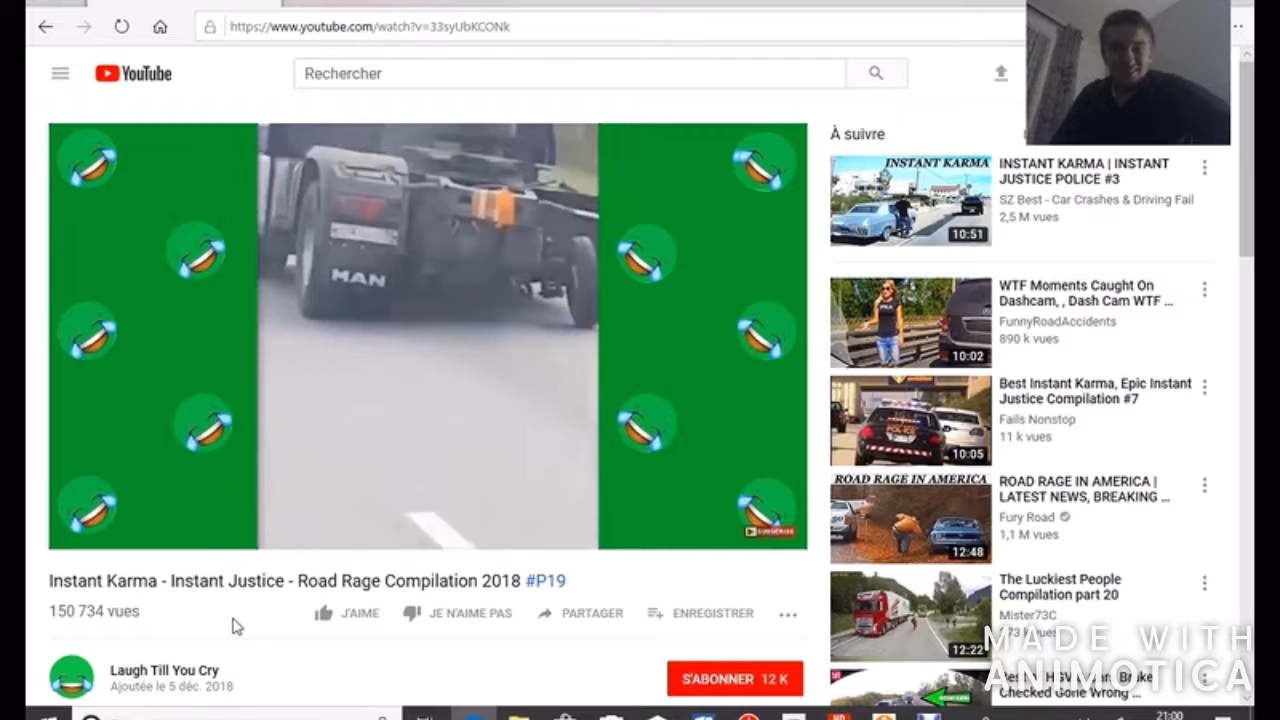 https://www.youtube.com/watch?v=33syUbKCONk
YouTube
Rechercher
MAN
SUBSCRIBE
Instant Karma - Instant Justice - Road Rage Compilation 2018 #P19
150 734 vues
J'AIME
JE N'AIME PAS
PARTAGER
ENREGISTRER
Laugh Till You Cry
Ajoutée le 5 déc. 2018
S'ABONNER 12 K
À suivre
INSTANT KARMA
10:51
INSTANT KARMA | INSTANT
JUSTICE POLICE #3
SZ Best - Car Crashes & Driving Fail
2,5 M vues
10:02
WTF Moments Caught On
Dashcam, , Dash Cam WTF ...
FunnyRoadAccidents
890 k vues
POLICE
10:05
Best Instant Karma, Epic Instant
Justice Compilation #7
Fails Nonstop
11 k vues
ROAD RAGE IN AMERICA
12:48
ROAD RAGE IN AMERICA |
LATEST NEWS, BREAKING ...
Fury Road
1,1 M vues
12:22
The Luckiest People
Compilation part 20
Mister73C
73 k vues
MADE WITH
ANIMOTICA
Brake
Checked Gone Wrong ...
21:00